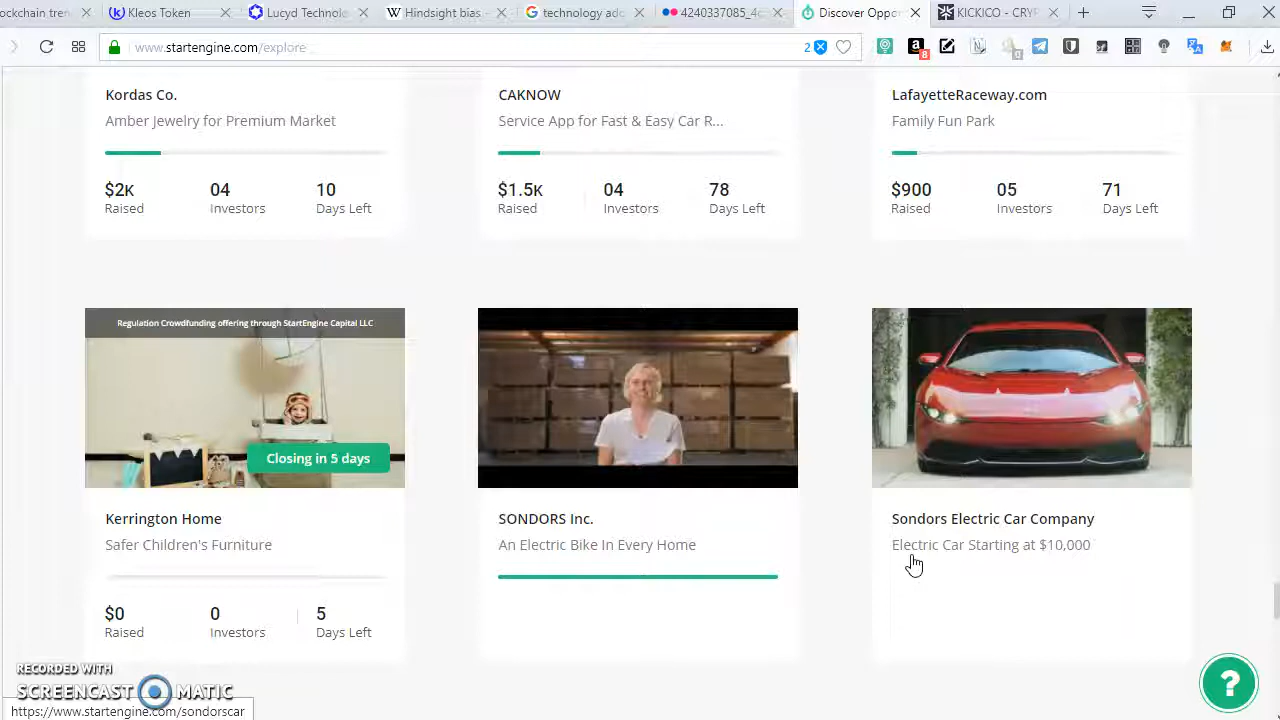 ockchain_tren
Kleos Token
Lucyd Technolo
Hindsight bias -
technology ado
4240337085_4c
Discover Oppor
KICKICO - CRYP
www.startengine.com/explore
2
8
0
Kordas Co.
Amber Jewelry for Premium Market
$2K
04
10
Raised
Investors
Days Left
CAKNOW
Service App for Fast & Easy Car R...
$1.5K
04
78
Raised
Investors
Days Left
LafayetteRaceway.com
Family Fun Park
$900
05
71
Raised
Investors
Days Left
Regulation Crowdfunding offering through StartEngine Capital LLC
Closing in 5 days
Kerrington Home
Safer Children's Furniture
$0
0
5
Raised
Investors
Days Left
SONDORS Inc.
An Electric Bike In Every Home
Sondors Electric Car Company
Electric Car Starting at $10,000
RECORDED WITH
SCREENCAST MATIC
https://www.startengine.com/sondorscar
?